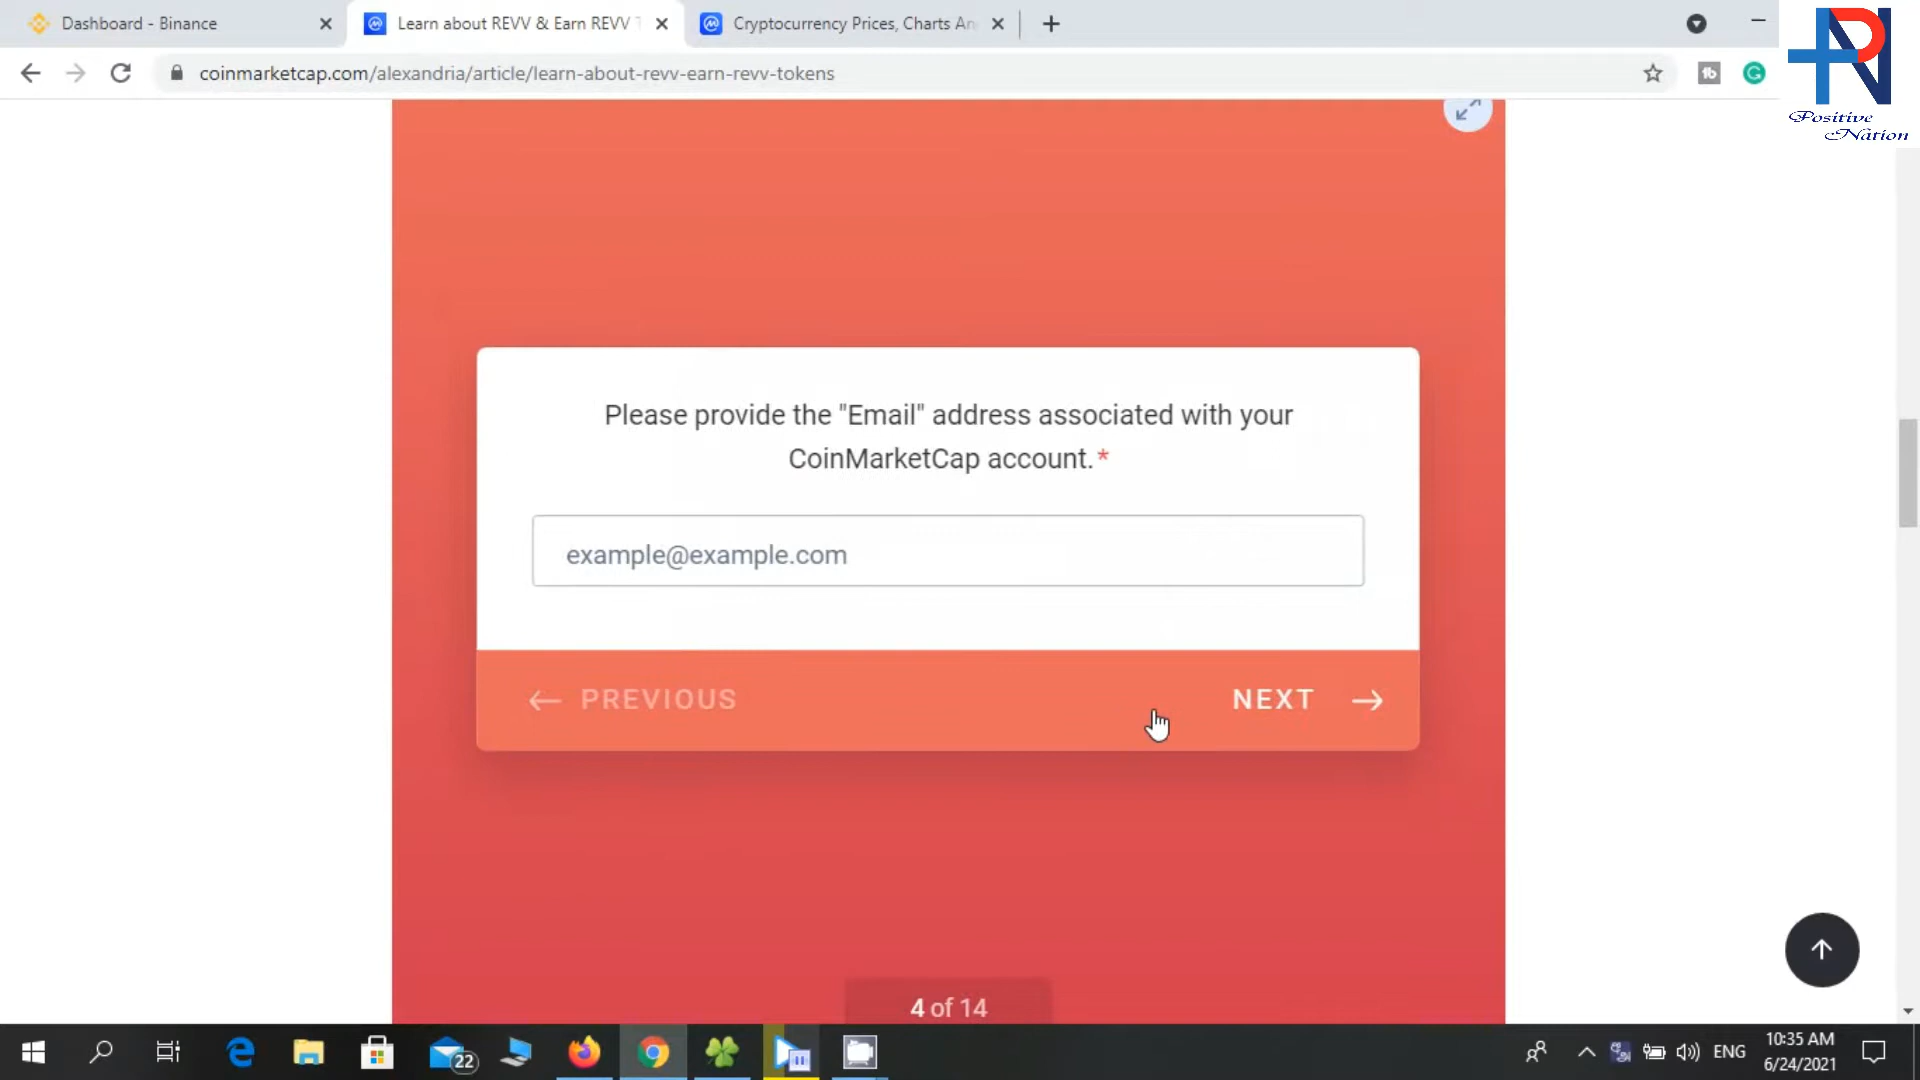 Dashboard - Binance
Learn about REVV & Earn REVV
Cryptocurrency Prices, Charts An
coinmarketcap.com/alexandria/article/learn-about-revv-earn-revv-tokens
Positive
Nation
Please provide the "Email" address associated with your
CoinMarketCap account.*
example@example.com
PREVIOUS
NEXT
4 of 14
22
ENG
10:35 AM
6/24/2021